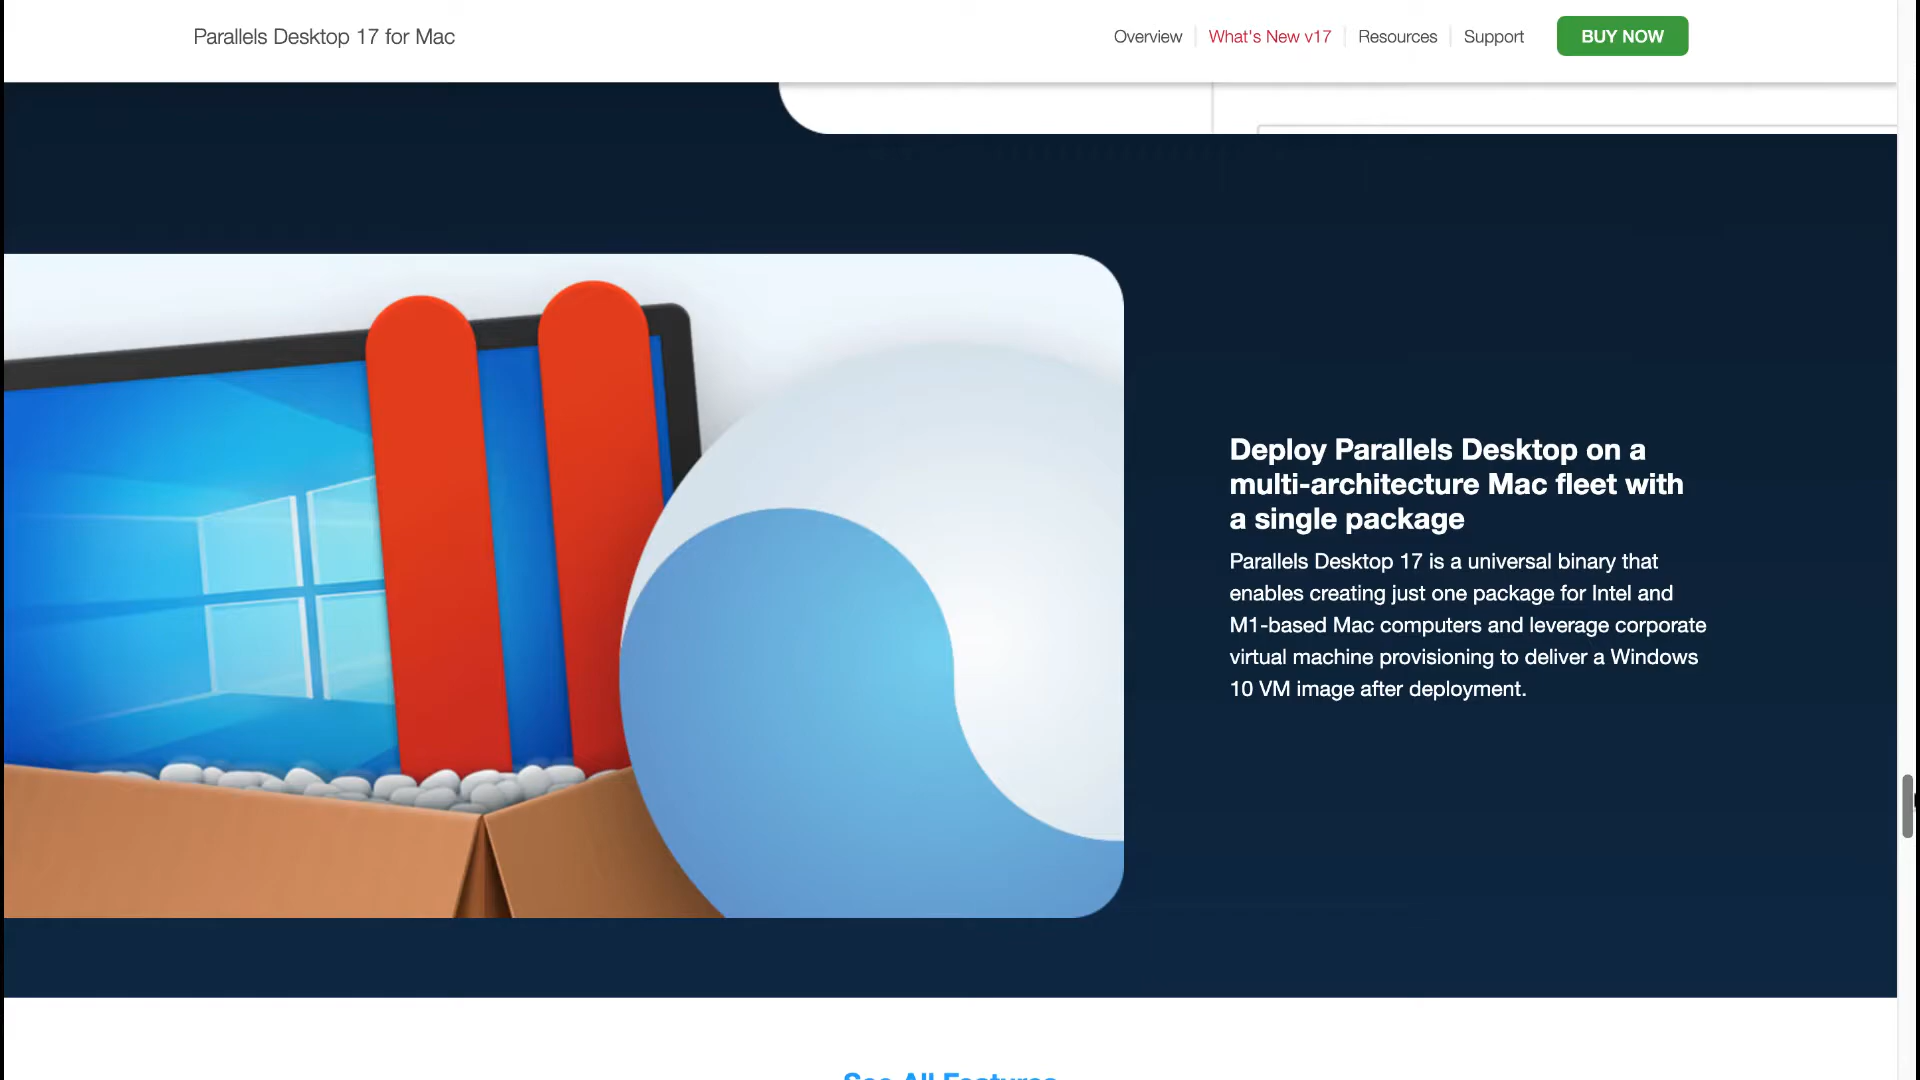 Parallels Desktop 17 for Mac
Overview
What's New v17
Resources
Support
BUY NOW
Deploy Parallels Desktop on a
multi-architecture Mac fleet with
a single package
Parallels Desktop 17 is a universal binary that
enables creating just one package for Intel and
M1-based Mac computers and leverage corporate
virtual machine provisioning to deliver a Windows
10 VM image after deployment.
See All Features